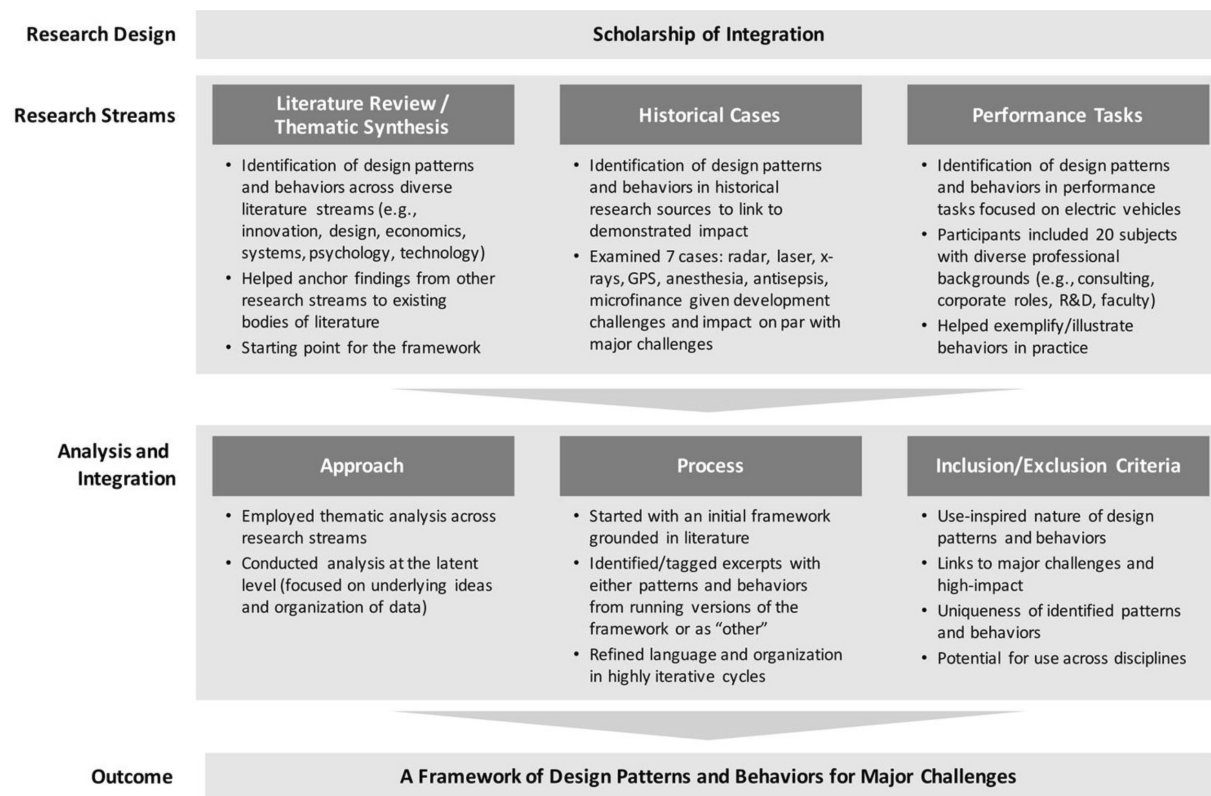 Research Design
Scholarship of Integration
Research Streams
Literature Review /
Thematic Synthesis
• Identification of design patterns
and behaviors across diverse
literature streams (e.g.,
innovation, design, economics,
systems, psychology, technology)
• Helped anchor findings from other
research streams to existing
bodies of literature
• Starting point for the framework
Historical Cases
• Identification of design patterns
and behaviors in historical
research sources to link to
demonstrated impact
• Examined 7 cases: radar, laser, x-
rays, GPS, anesthesia, antisepsis,
microfinance given development
challenges and impact on par with
major challenges
Performance Tasks
• Identification of design patterns
and behaviors in performance
tasks focused on electric vehicles
• Participants included 20 subjects
with diverse professional
backgrounds (e.g., consulting,
corporate roles, R&D, faculty)
• Helped exemplify/illustrate
behaviors in practice
Analysis and
Integration
Approach
• Employed thematic analysis across
research streams
• Conducted analysis at the latent
level (focused on underlying ideas
and organization of data)
Process
• Started with an initial framework
grounded in literature
• Identified/tagged excerpts with
either patterns and behaviors
from running versions of the
framework or as “other”
• Refined language and organization
in highly iterative cycles
Inclusion/Exclusion Criteria
• Use-inspired nature of design
patterns and behaviors
• Links to major challenges and
high-impact
• Uniqueness of identified patterns
and behaviors
• Potential for use across disciplines
Outcome
A Framework of Design Patterns and Behaviors for Major Challenges